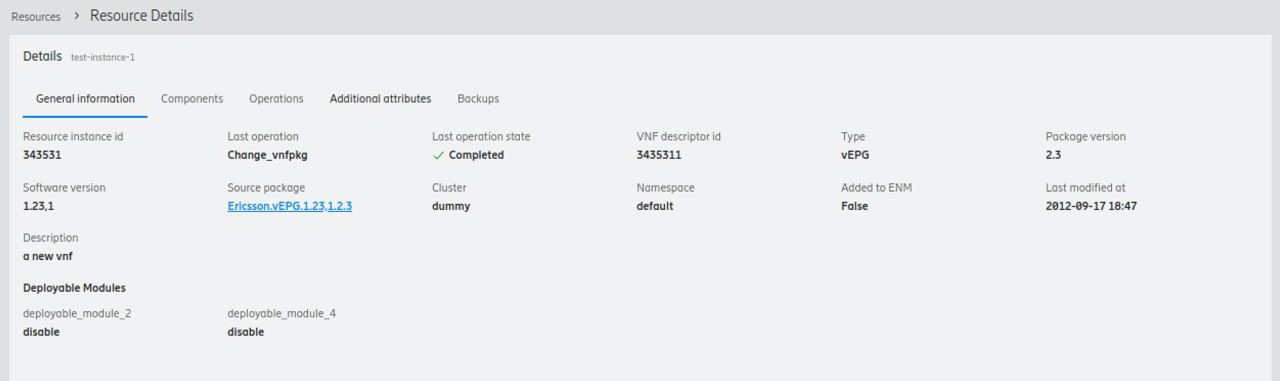 Resources > Resource Details
Details test-instance-1
General information Components Operations Additional attributes Backups
Resource instance id Last operation Last operation state VNF descriptor id Type Package version
343531 Change_vnfpkg Completed 3435311 vEPG 2.3
Software version Source package Cluster Namespace Added to ENM Last modified at
1.23,1 Ericsson.vEPG.1.23,1.2.3 dummy default False 2012-09-17 18:47
Description
a new vnf
Deployable Modules
deployable_module_2 deployable_module_4
disable disable